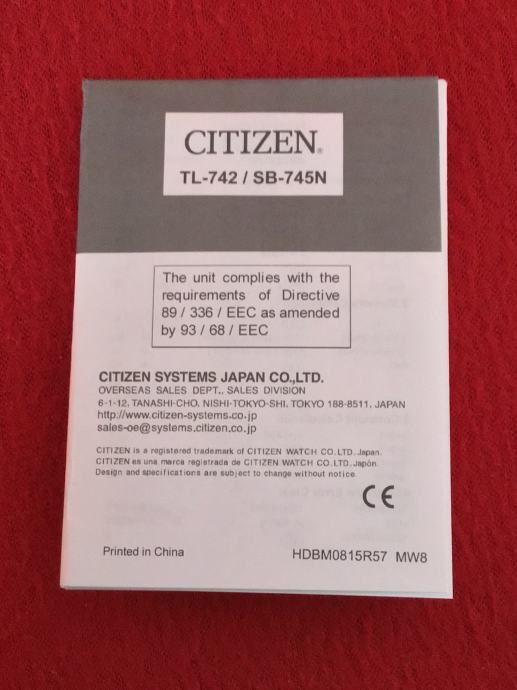 CITIZEN®
TL-742 / SB-745N
The unit complies with the
requirements of Directive
89 / 336 / EEC as amended
by 93 / 68 / EEC
CITIZEN SYSTEMS JAPAN CO.,LTD.
OVERSEAS SALES DEPT., SALES DIVISION
6-1-12, TANASHI-CHO, NISHI-TOKYO-SHI, TOKYO 188-8511, JAPAN
http://www.citizen-systems.co.jp
sales-oe@systems.citizen.co.jp
CITIZEN is a registered trademark of CITIZEN WATCH CO.LTD.,Japan.
CITIZEN es una marca registrada de CITIZEN WATCH CO.LTD.,Japón.
Design and specifications are subject to change without notice.
CE
Printed in China
HDBM0815R57 MW8